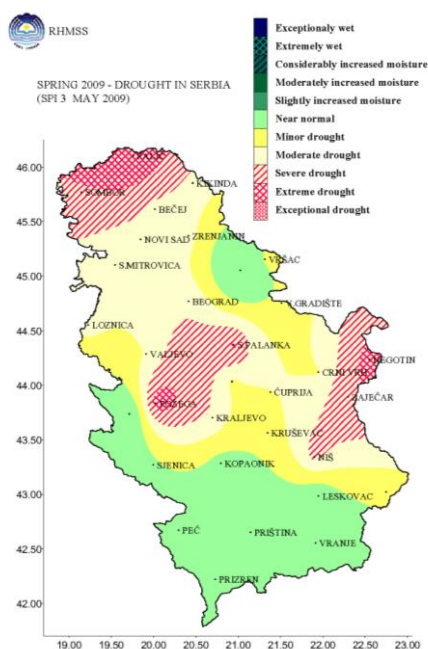 RHMSS
SPRING 2009 - DROUGHT IN SERBIA
(SPI 3 MAY 2009)
Exceptionaly wet
Extremely wet
Considerably increased moisture
Moderately increased moisture
Slightly increased moisture
Near normal
Minor drought
Moderate drought
Severe drought
Extreme drought
Exceptional drought
46.00
45.50
45.00
44.50
44.00
43.50
43.00
42.50
42.00
PALIĆ
SOMBOR
KIKINDA
BEČEJ
NOVI SAD
ZRENJANIN
VRŠAC
S.MITROVICA
BEOGRAD
V.GRADIŠTE
LOZNICA
S.PALANKA
VALJEVO
NEGOTIN
CRNI VRH
POŽEGA
ĆUPRIJA
ZAJEČAR
KRALJEVO
KRUŠEVAC
NIŠ
SJENICA
KOPAONIK
LESKOVAC
PEĆ
PRIŠTINA
VRANJE
PRIZREN
19.00 19.50 20.00 20.50 21.00 21.50 22.00 22.50 23.00